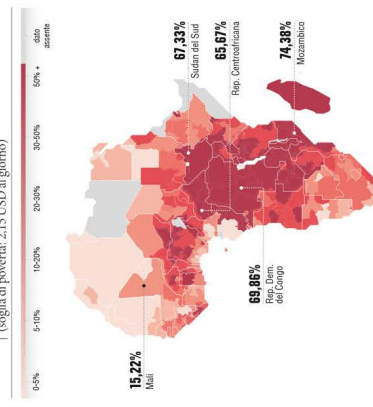 (soglia di povertà: 2,15 USD al giorno)
0-5%
5-10%
10-20%
20-30%
30-50%
50% +
dato
assente
15,22%
Mali
67,33%
Sudan del Sud
65,67%
Rep. Centroafricana
69,86%
Rep. Dem.
del Congo
74,38%
Mozambico